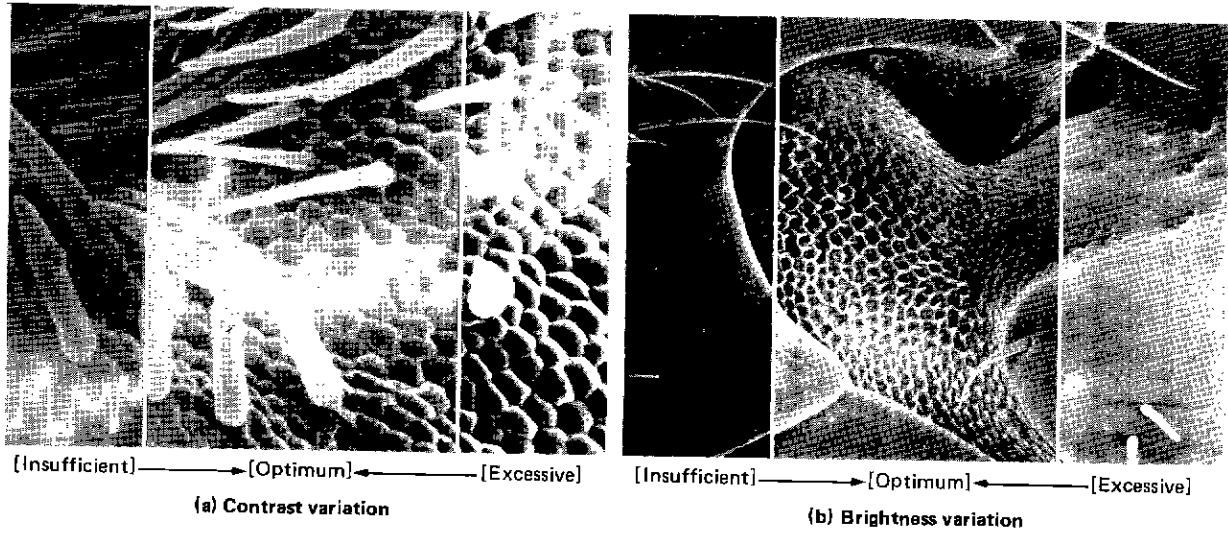 [Insufficient] [Optimum] [Excessive]
(a) Contrast variation
[Insufficient] [Optimum] [Excessive]
(b) Brightness variation